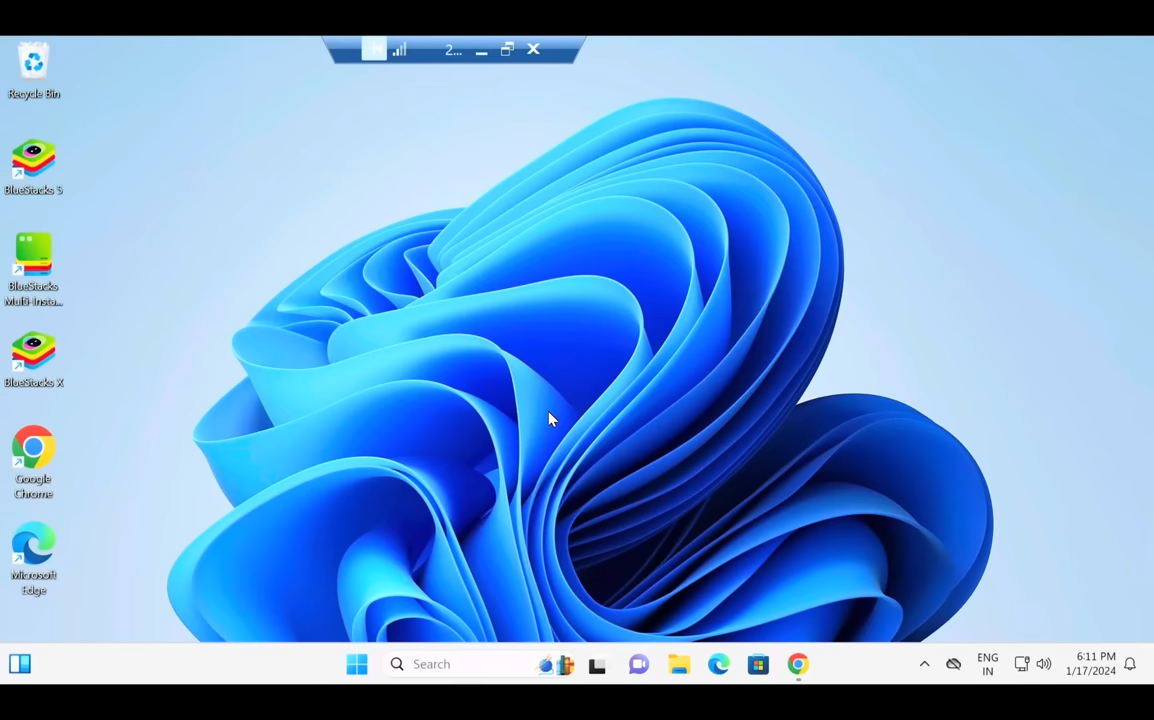 2...
Recycle Bin
BlueStacks 5
BlueStacks
Multi-Insta...
BlueStacks X
Google
Chrome
Microsoft
Edge
Search
ENG
IN
6:11 PM
1/17/2024